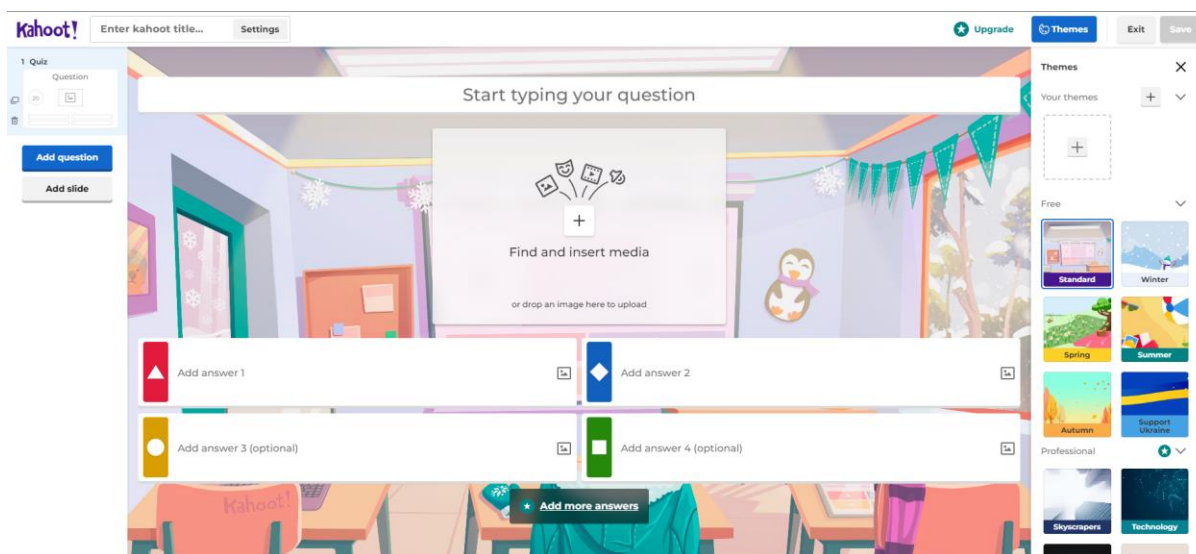 Kahoot!
Enter kahoot title...
Settings
Upgrade
Themes
Exit
Save
1 Quiz
Question
20
Add question
Add slide
Start typing your question
Find and insert media
or drop an image here to upload
Add answer 1
Add answer 2
Add answer 3 (optional)
Add answer 4 (optional)
Kahoot!
Add more answers
Themes
Your themes
Free
Standard
Winter
Spring
Summer
Autumn
Support
Ukraine
Professional
Skyscrapers
Technology